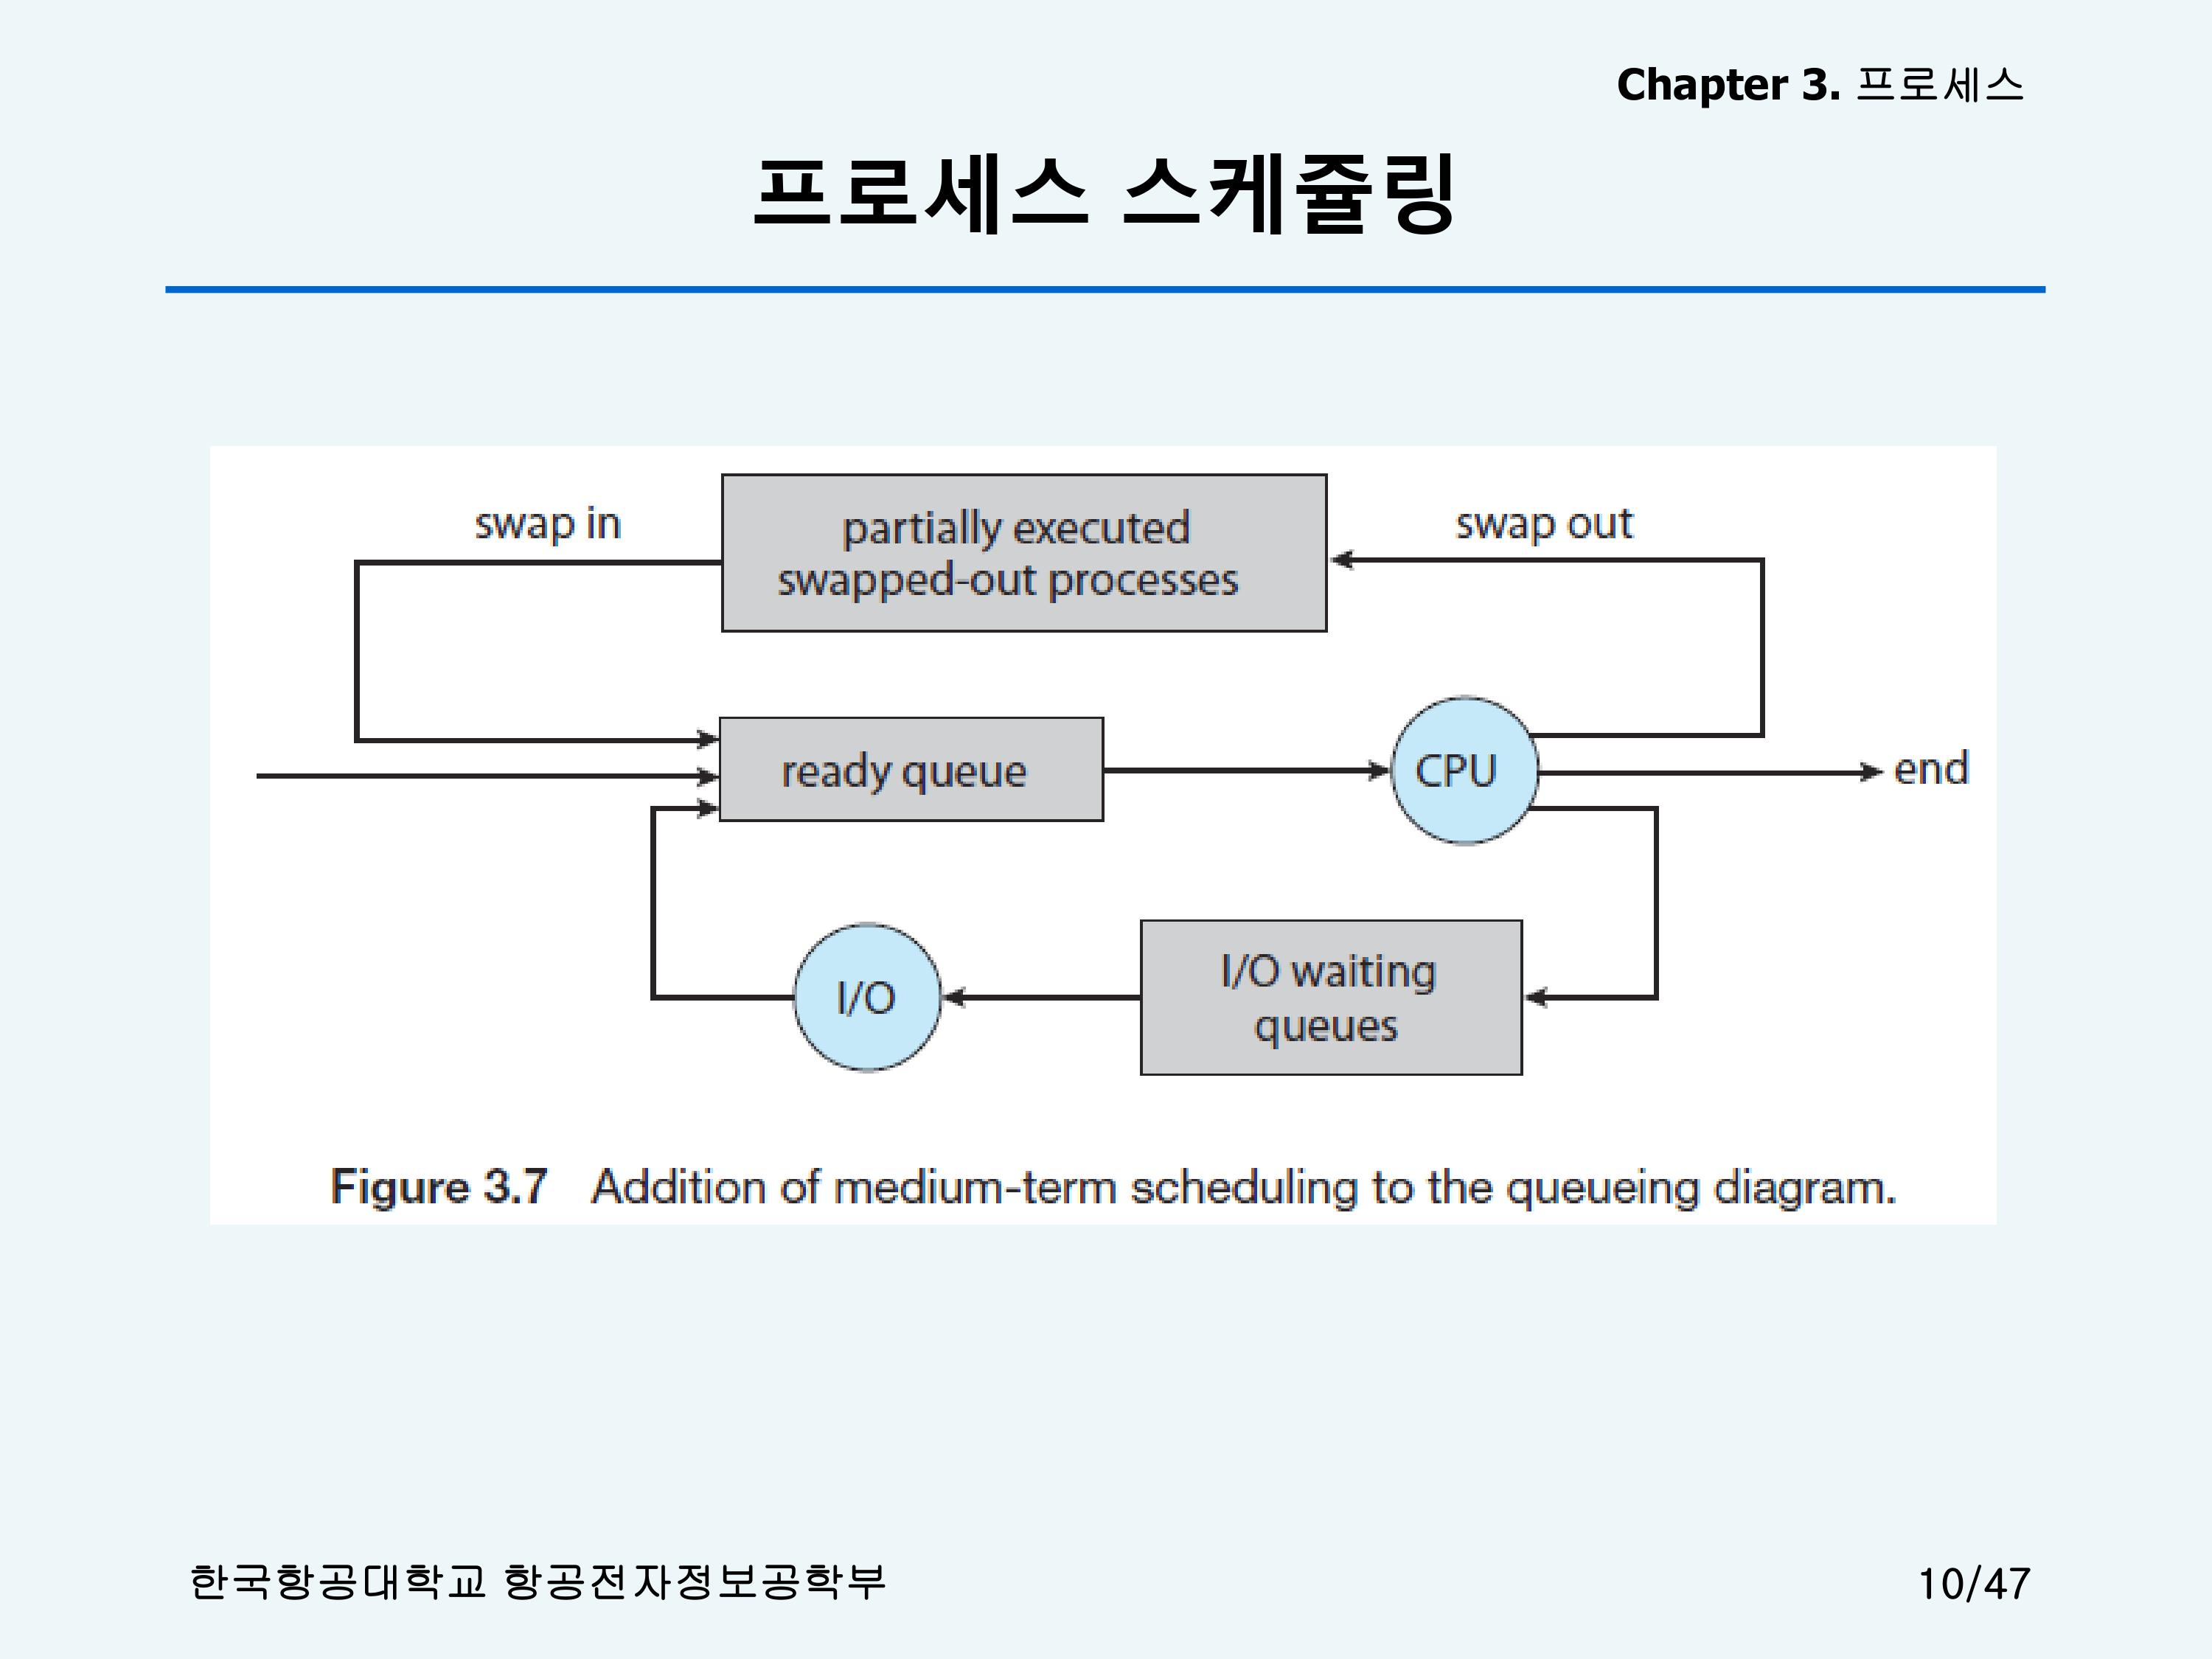 Chapter 3. 프로세스
프로세스 스케쥴링
swap in
partially executed
swapped-out processes
swap out
ready queue
CPU
end
I/O
I/O waiting
queues
Figure 3.7 Addition of medium-term scheduling to the queueing diagram.
한국항공대학교 항공전자정보공학부
10/47